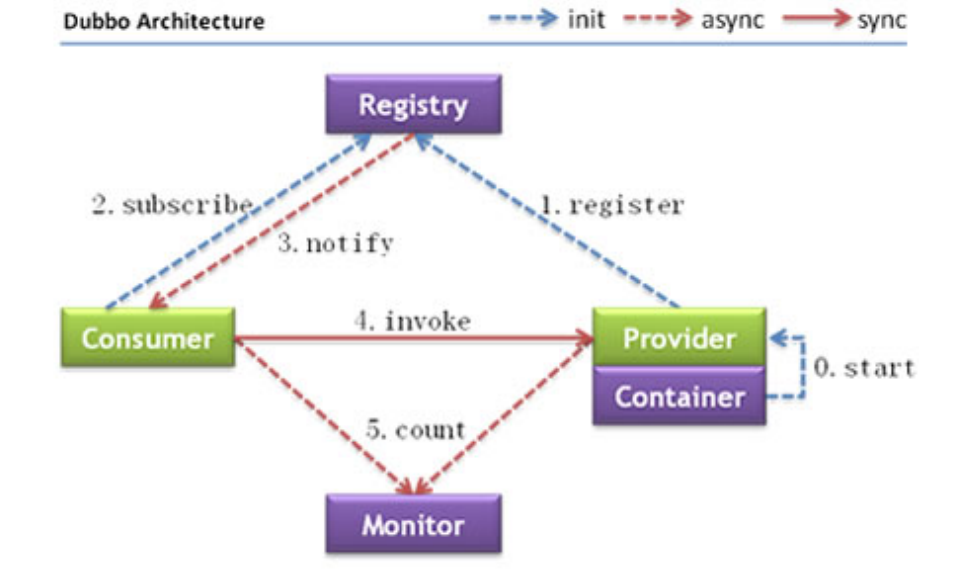 Dubbo Architecture
init
async
sync
Registry
2. subscribe
1. register
3. notify
4. invoke
Consumer
Provider
0. start
Container
5. count
Monitor